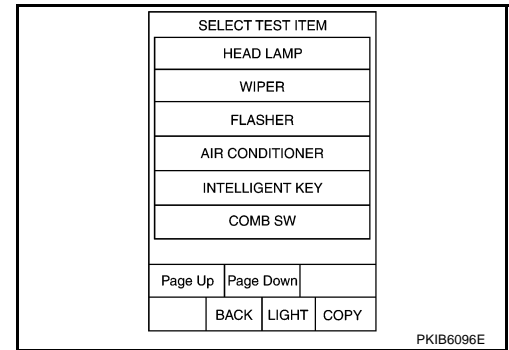 SELECT TEST ITEM
HEAD LAMP
WIPER
FLASHER
AIR CONDITIONER
INTELLIGENT KEY
COMB SW
Page Up Page Down
BACK LIGHT COPY
PKIB6096E